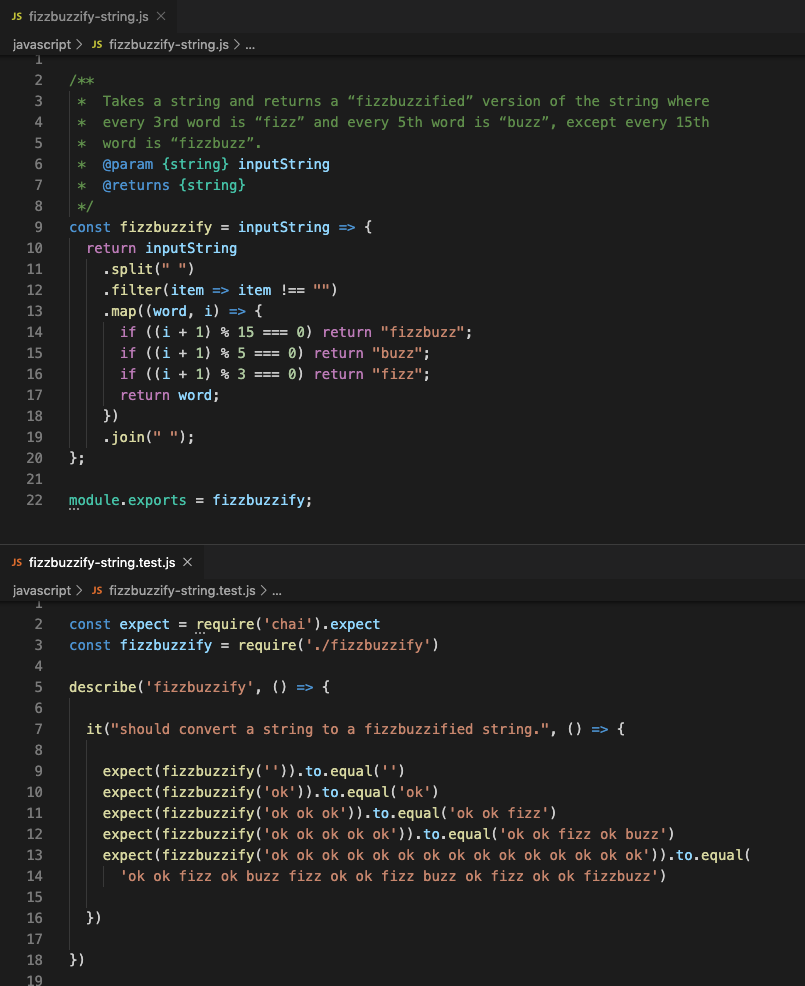 JS fizzbuzzify-string.js ×
javascript > JS fizzbuzzify-string.js > ...
1
2 /**
3  *  Takes a string and returns a “fizzbuzzified” version of the string where
4  *  every 3rd word is “fizz” and every 5th word is “buzz”, except every 15th
5  *  word is “fizzbuzz”.
6  *  @param {string} inputString
7  *  @returns {string}
8  */
9 const fizzbuzzify = inputString => {
10   return inputString
11     .split(" ")
12     .filter(item => item !== "")
13     .map((word, i) => {
14       if ((i + 1) % 15 === 0) return "fizzbuzz";
15       if ((i + 1) % 5 === 0) return "buzz";
16       if ((i + 1) % 3 === 0) return "fizz";
17       return word;
18     })
19     .join(" ");
20 };
21
22 module.exports = fizzbuzzify;
JS fizzbuzzify-string.test.js ×
javascript > JS fizzbuzzify-string.test.js > ...
1
2 const expect = require('chai').expect
3 const fizzbuzzify = require('./fizzbuzzify')
4
5 describe('fizzbuzzify', () => {
6
7   it("should convert a string to a fizzbuzzified string.", () => {
8
9     expect(fizzbuzzify('')).to.equal('')
10     expect(fizzbuzzify('ok')).to.equal('ok')
11     expect(fizzbuzzify('ok ok ok')).to.equal('ok ok fizz')
12     expect(fizzbuzzify('ok ok ok ok ok')).to.equal('ok ok fizz ok buzz')
13     expect(fizzbuzzify('ok ok ok ok ok ok ok ok ok ok ok ok ok ok ok')).to.equal(
14       'ok ok fizz ok buzz fizz ok ok fizz buzz ok fizz ok ok fizzbuzz')
15
16   })
17
18 })
19